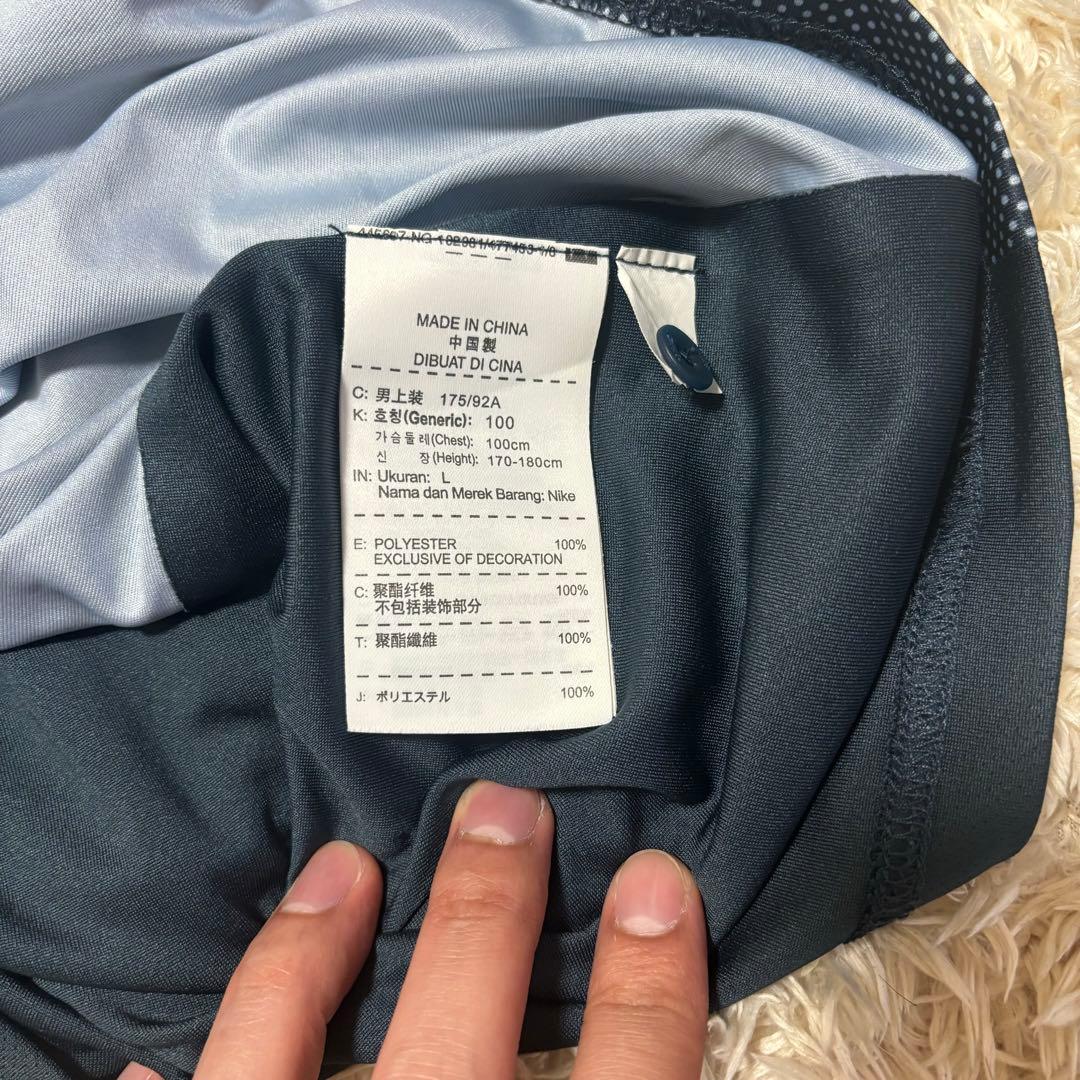 MADE IN CHINA
中国製
DIBUAT DI CINA
C: 男上装 175/92A
K: 호칭(Generic): 100
가슴둘레(Chest): 100cm
신 장(Height): 170-180cm
IN: Ukuran: L
Nama dan Merek Barang: Nike
E: POLYESTER 100%
EXCLUSIVE OF DECORATION
C: 聚酯纤维 100%
不包括装饰部分
T: 聚酯纖維 100%
J: ポリエステル 100%